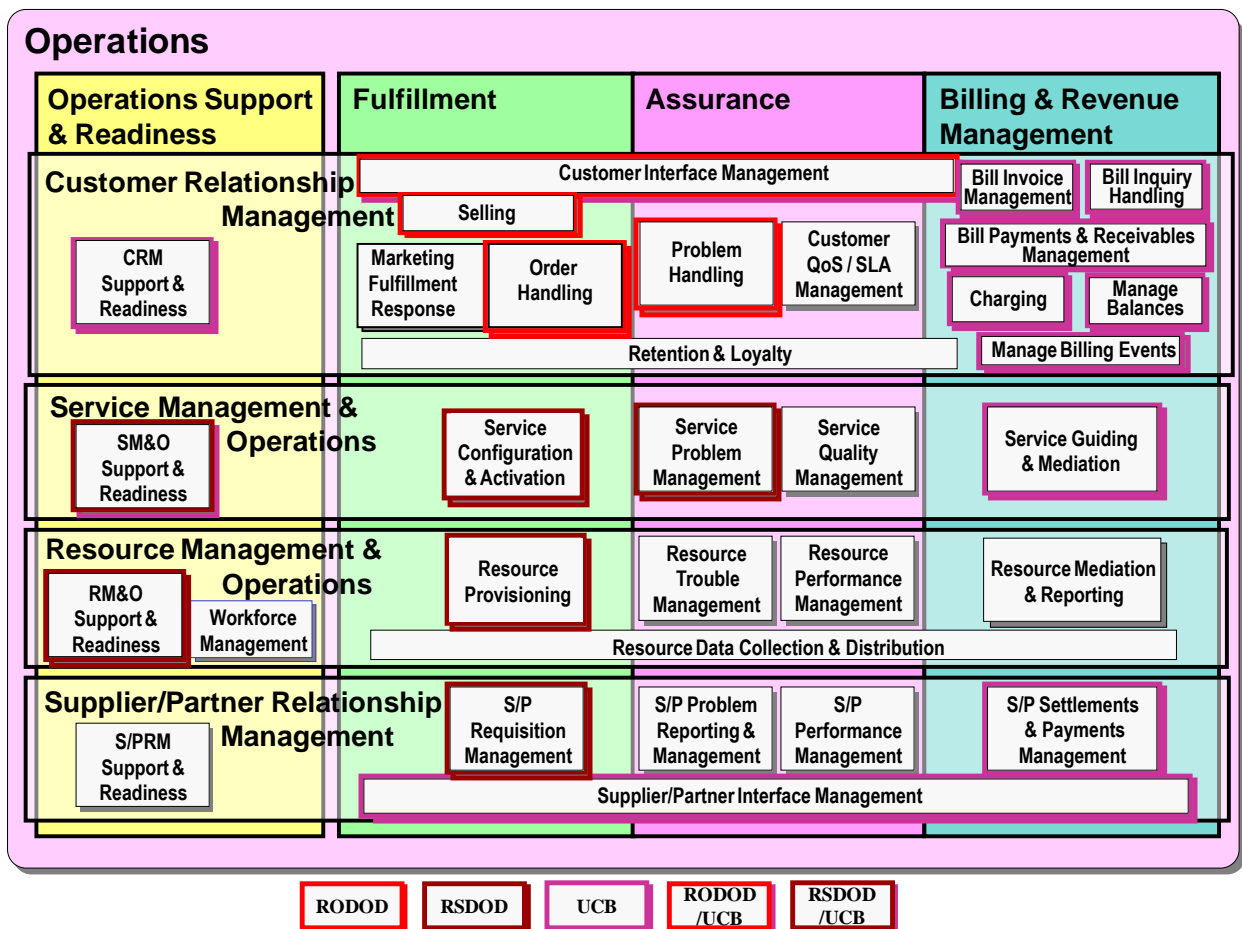 Operations
Operations Support
& Readiness
Fulfillment
Assurance
Billing & Revenue
Management
Customer Relationship
Management
Customer Interface Management
Selling
CRM
Support &
Readiness
Marketing
Fulfillment
Response
Order
Handling
Problem
Handling
Customer
QoS / SLA
Management
Retention & Loyalty
Bill Invoice
Management
Bill Inquiry
Handling
Bill Payments & Receivables
Management
Charging
Manage
Balances
Manage Billing Events
Service Management &
Operations
SM&O
Support &
Readiness
Service
Configuration
& Activation
Service
Problem
Management
Service
Quality
Management
Service Guiding
& Mediation
Resource Management &
Operations
RM&O
Support &
Readiness
Workforce
Management
Resource
Provisioning
Resource
Trouble
Management
Resource
Performance
Management
Resource Mediation
& Reporting
Resource Data Collection & Distribution
Supplier/Partner Relationship
Management
S/PRM
Support &
Readiness
S/P
Requisition
Management
S/P Problem
Reporting &
Management
S/P
Performance
Management
S/P Settlements
& Payments
Management
Supplier/Partner Interface Management
RODOD
RSDOD
UCB
RODOD
/UCB
RSDOD
/UCB